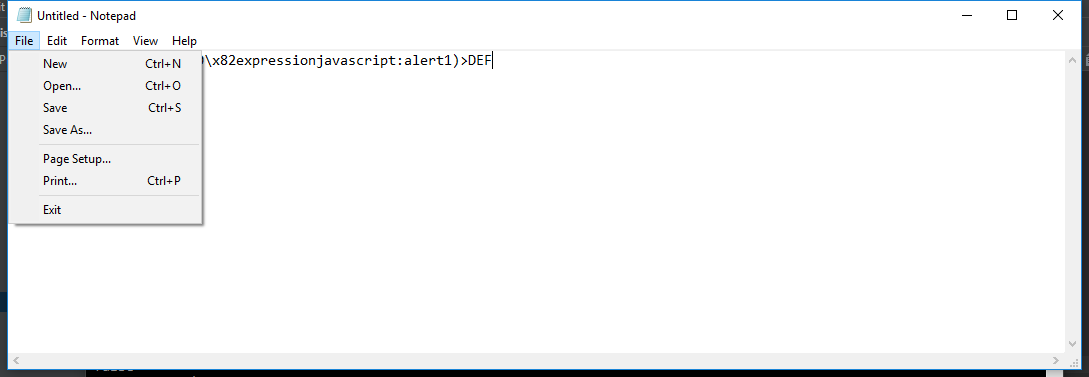 Untitled - Notepad
File Edit Format View Help
\x82expressionjavascript:alert1)>DEF
New Ctrl+N
Open... Ctrl+O
Save Ctrl+S
Save As...
Page Setup...
Print... Ctrl+P
Exit